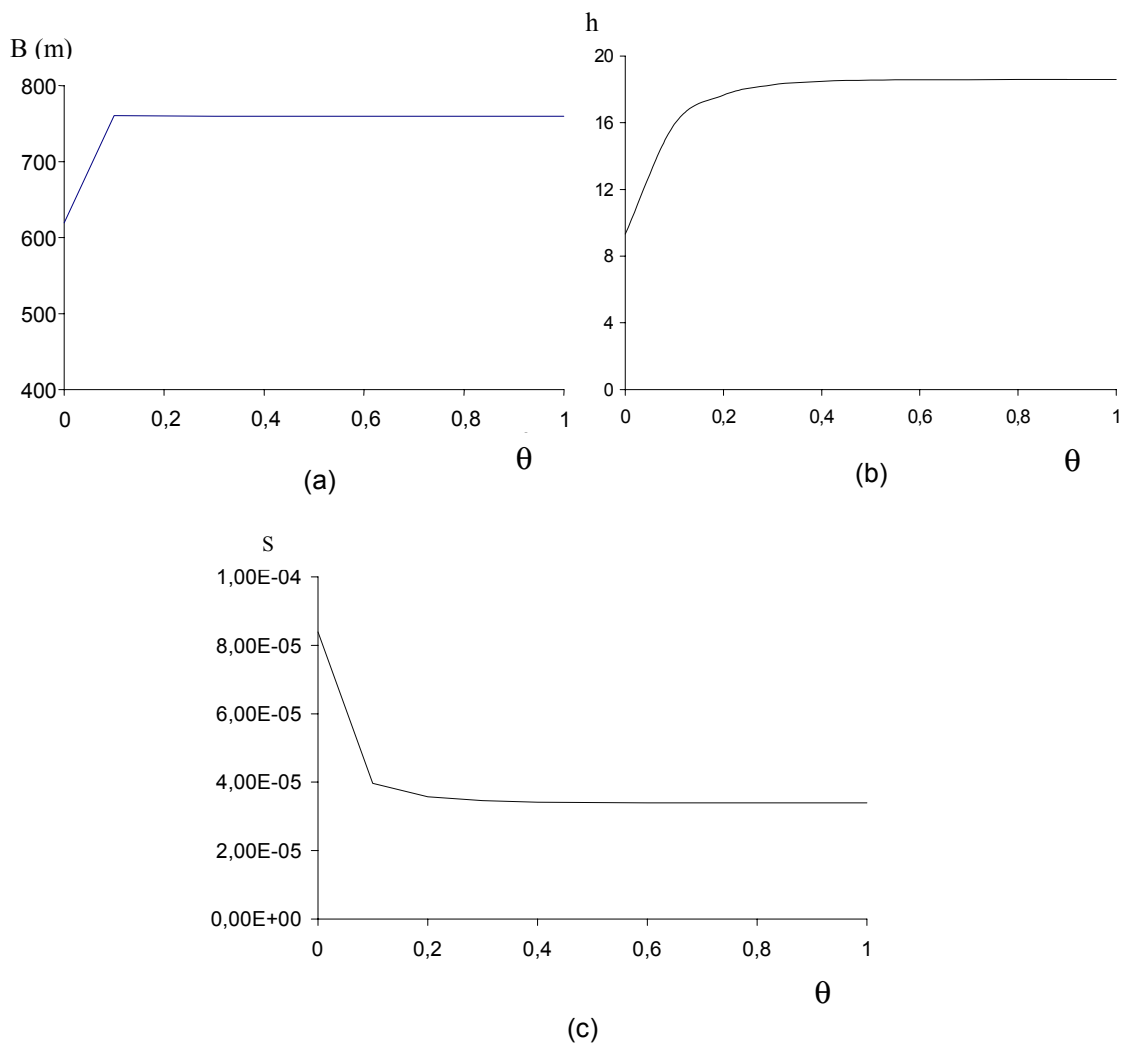 B (m)
800
700
600
500
400
0 0,2 0,4 0,6 0,8 1
θ
(a)
h
20
16
12
8
4
0
0 0,2 0,4 0,6 0,8 1
θ
(b)
S
1,00E-04
8,00E-05
6,00E-05
4,00E-05
2,00E-05
0,00E+00
0 0,2 0,4 0,6 0,8 1
θ
(c)